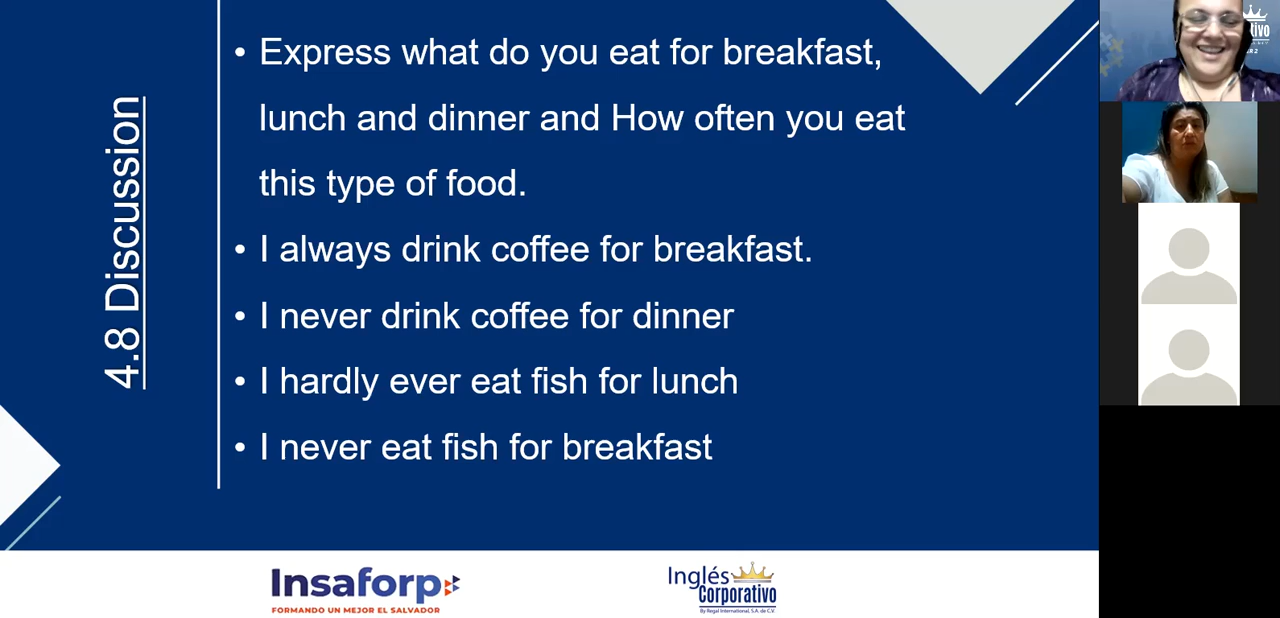 4.8 Discussion
• Express what do you eat for breakfast,
lunch and dinner and How often you eat
this type of food.
• I always drink coffee for breakfast.
• I never drink coffee for dinner
• I hardly ever eat fish for lunch
• I never eat fish for breakfast
Insaforp
FORMANDO UN MEJOR EL SALVADOR
Inglés
Corporativo
By Regal International, S.A. de C.V.
tivo